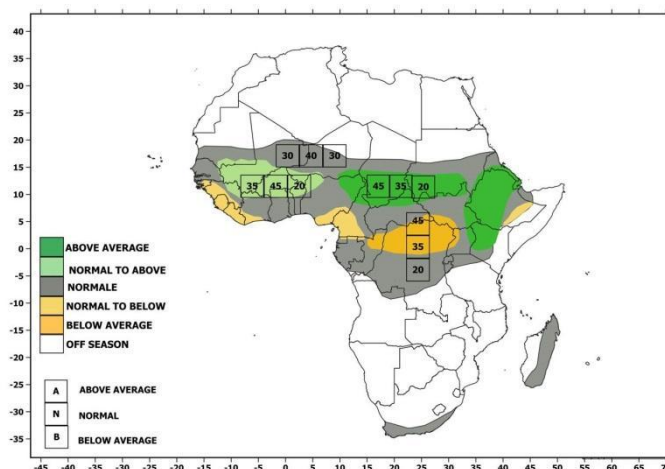 40
35
30
25
20
15
10
5
0
-5
-10
-15
-20
-25
-30
-35
30 40 30
35 45 20
45 35 20
45
35
20
ABOVE AVERAGE
NORMAL TO ABOVE
NORMALE
NORMAL TO BELOW
BELOW AVERAGE
OFF SEASON
A ABOVE AVERAGE
N NORMAL
B BELOW AVERAGE
-45 -40 -35 -30 -25 -20 -15 -10 -5 0 5 10 15 20 25 30 35 40 45 50 55 60 65